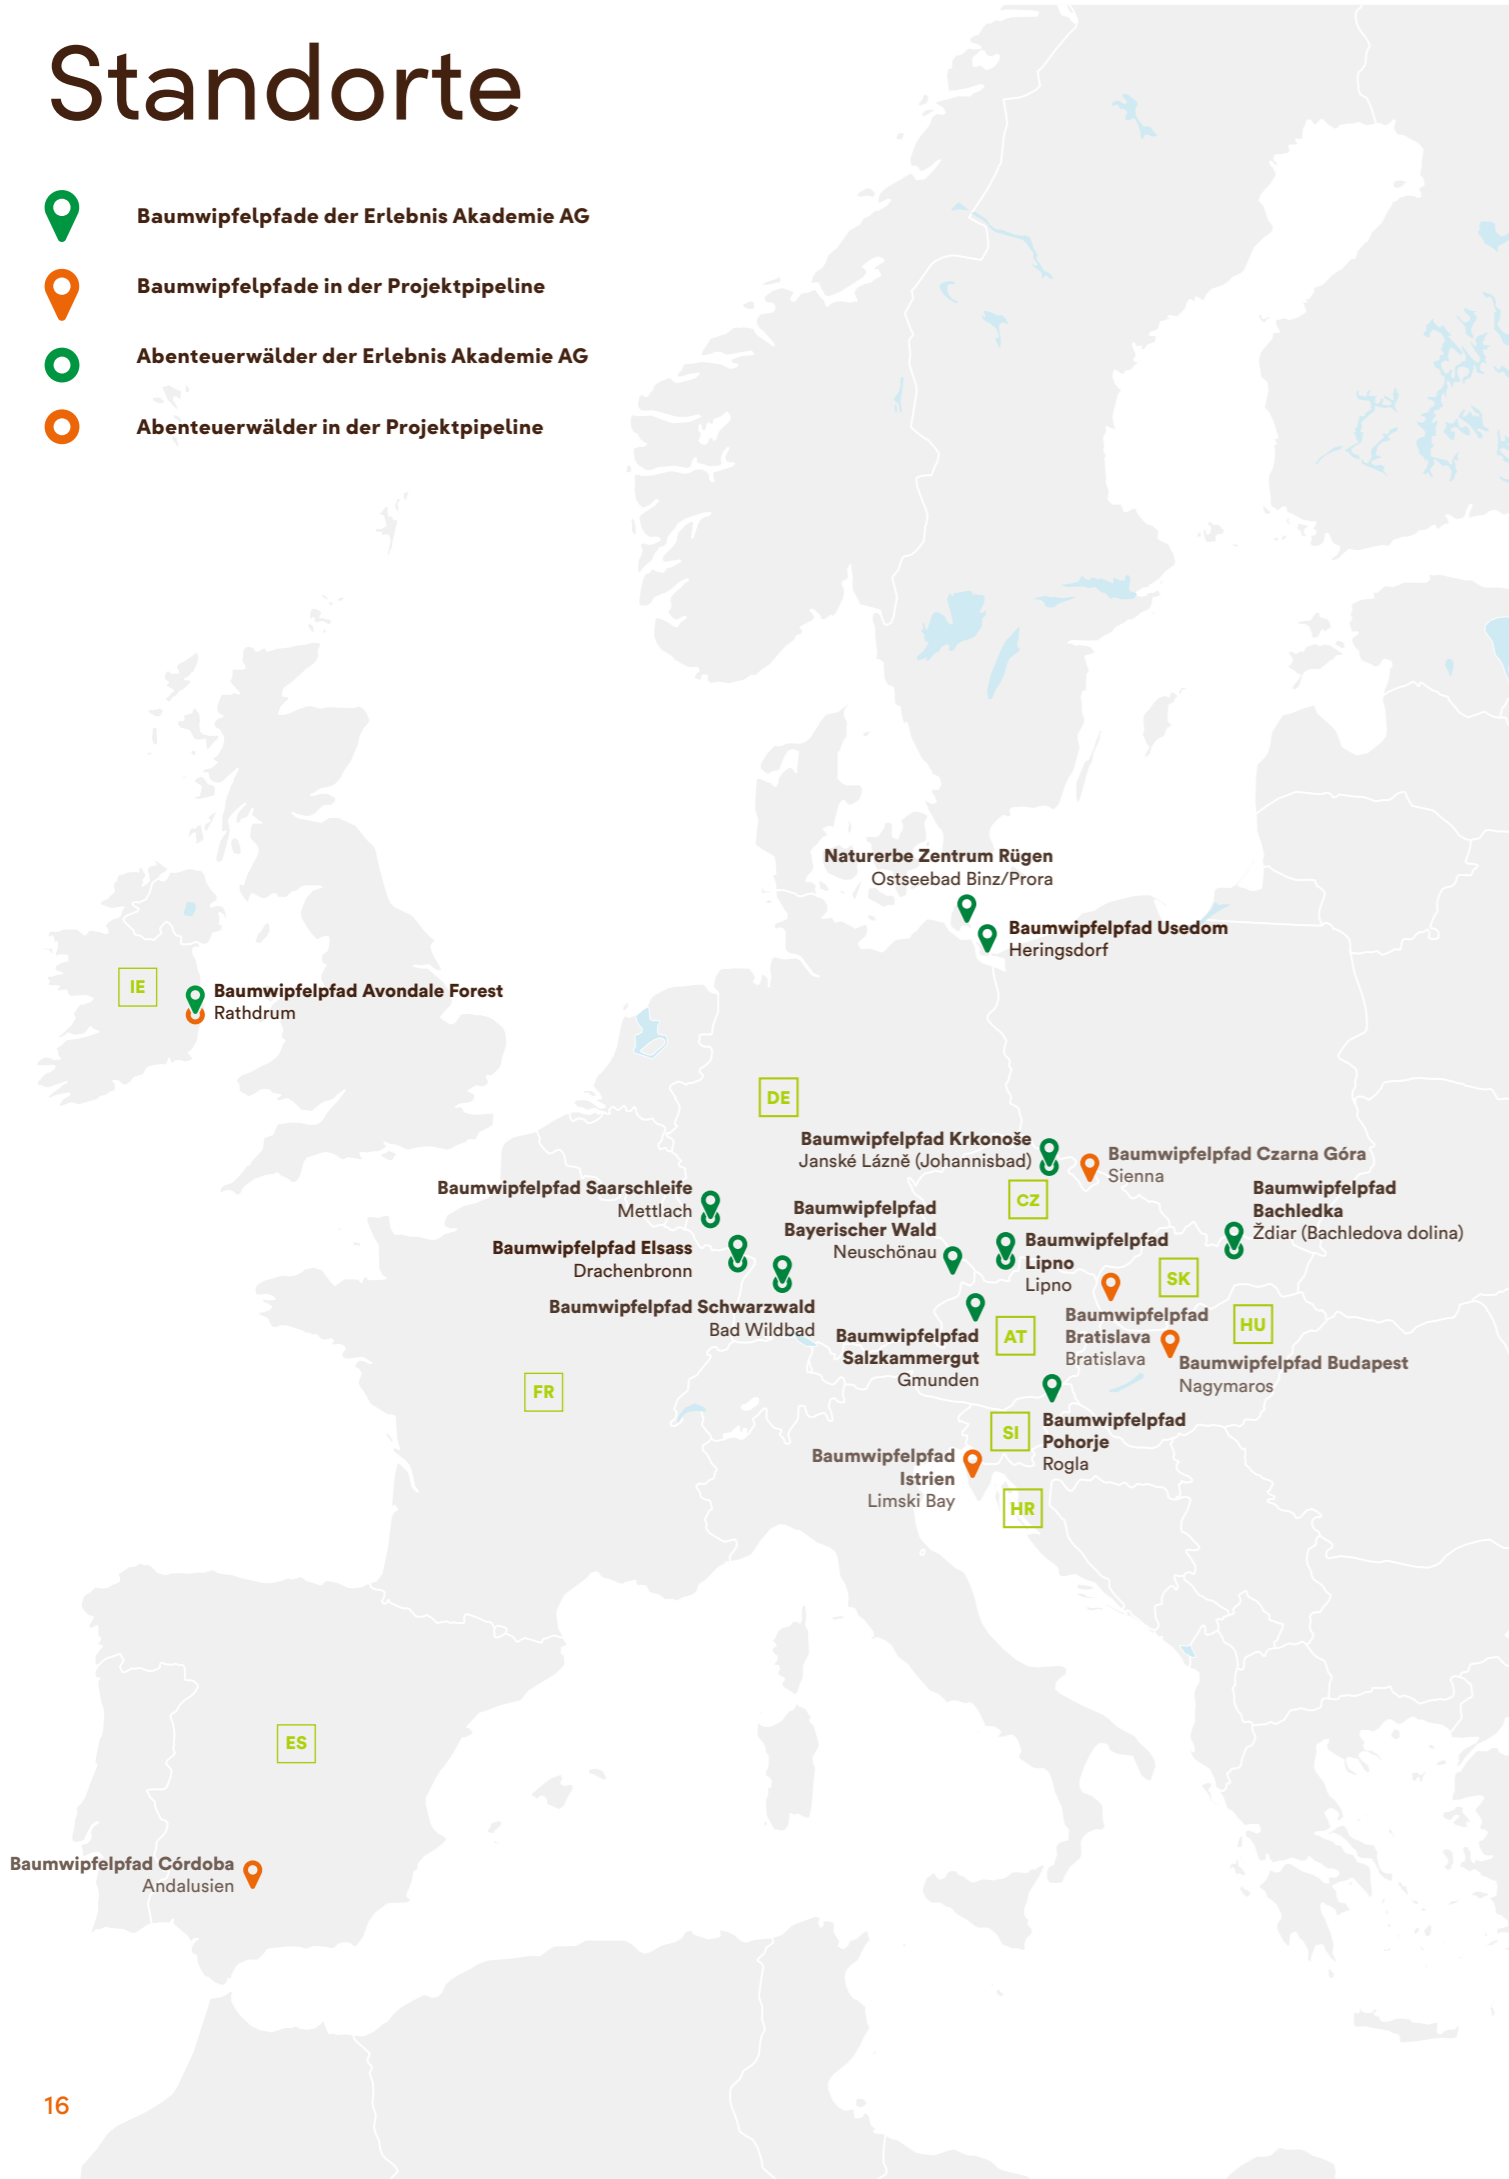 Standorte
Baumwipfelpfade der Erlebnis Akademie AG
Baumwipfelpfade in der Projektpipeline
Abenteuerwälder der Erlebnis Akademie AG
Abenteuerwälder in der Projektpipeline
Naturerbe Zentrum Rügen
Ostseebad Binz/Prora
Baumwipfelpfad Usedom
Heringsdorf
IE
Baumwipfelpfad Avondale Forest
Rathdrum
DE
Baumwipfelpfad Krkonoše
Janské Lázně (Johannisbad)
Baumwipfelpfad Czarna Góra
Sienna
CZ
Baumwipfelpfad Saarschleife
Mettlach
Baumwipfelpfad
Bayerischer Wald
Neuschönau
Baumwipfelpfad
Bachledka
Ždiar (Bachledova dolina)
Baumwipfelpfad Elsass
Drachenbronn
Baumwipfelpfad
Lipno
Lipno
SK
Baumwipfelpfad Schwarzwald
Bad Wildbad
Baumwipfelpfad
Salzkammergut
Gmunden
AT
Baumwipfelpfad
Bratislava
Bratislava
HU
Baumwipfelpfad Budapest
Nagymaros
FR
SI
Baumwipfelpfad
Pohorje
Rogla
Baumwipfelpfad
Istrien
Limski Bay
HR
ES
Baumwipfelpfad Córdoba
Andalusien
16